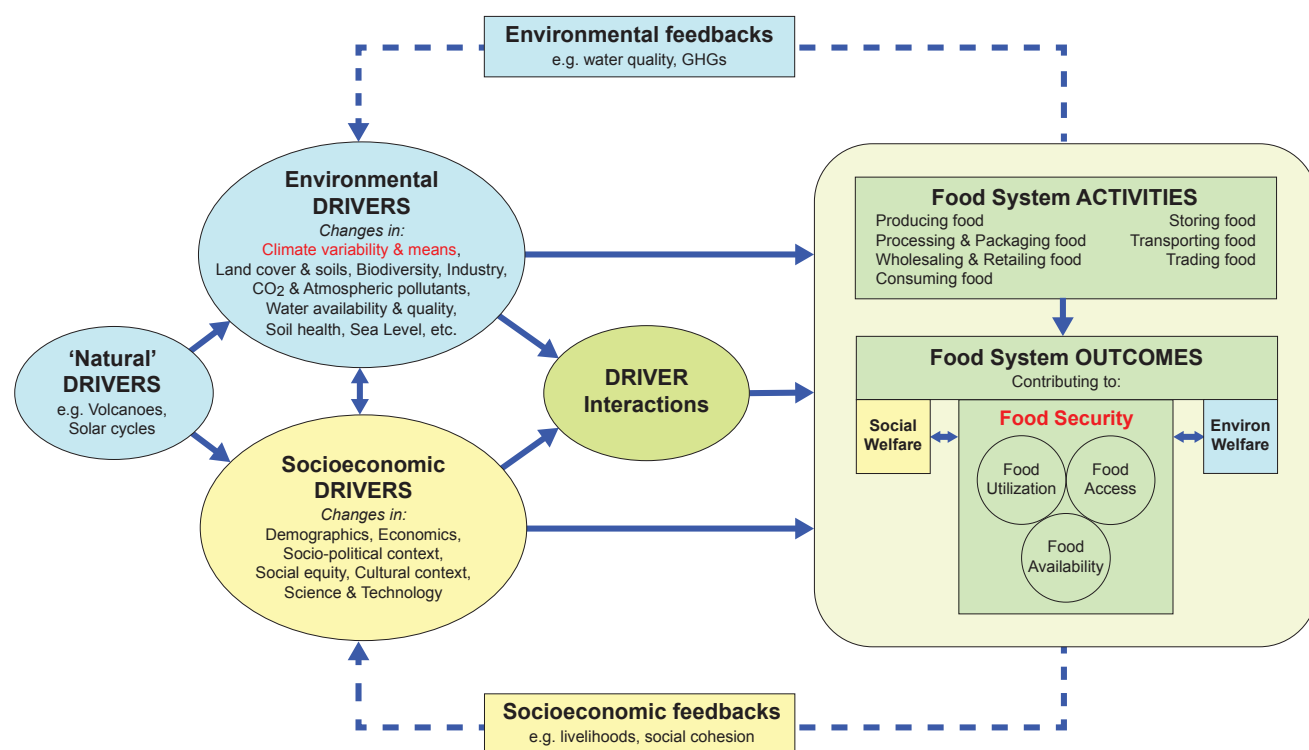 Environmental feedbacks
e.g. water quality, GHGs
Environmental
DRIVERS
Changes in:
Climate variability & means,
Land cover & soils, Biodiversity, Industry,
CO2 & Atmospheric pollutants,
Water availability & quality,
Soil health, Sea Level, etc.
'Natural'
DRIVERS
e.g. Volcanoes,
Solar cycles
DRIVER
Interactions
Socioeconomic
DRIVERS
Changes in:
Demographics, Economics,
Socio-political context,
Social equity, Cultural context,
Science & Technology
Food System ACTIVITIES
Producing food
Processing & Packaging food
Wholesaling & Retailing food
Consuming food
Storing food
Transporting food
Trading food
Food System OUTCOMES
Contributing to:
Social
Welfare
Food Security
Food
Utilization
Food
Access
Food
Availability
Environ
Welfare
Socioeconomic feedbacks
e.g. livelihoods, social cohesion